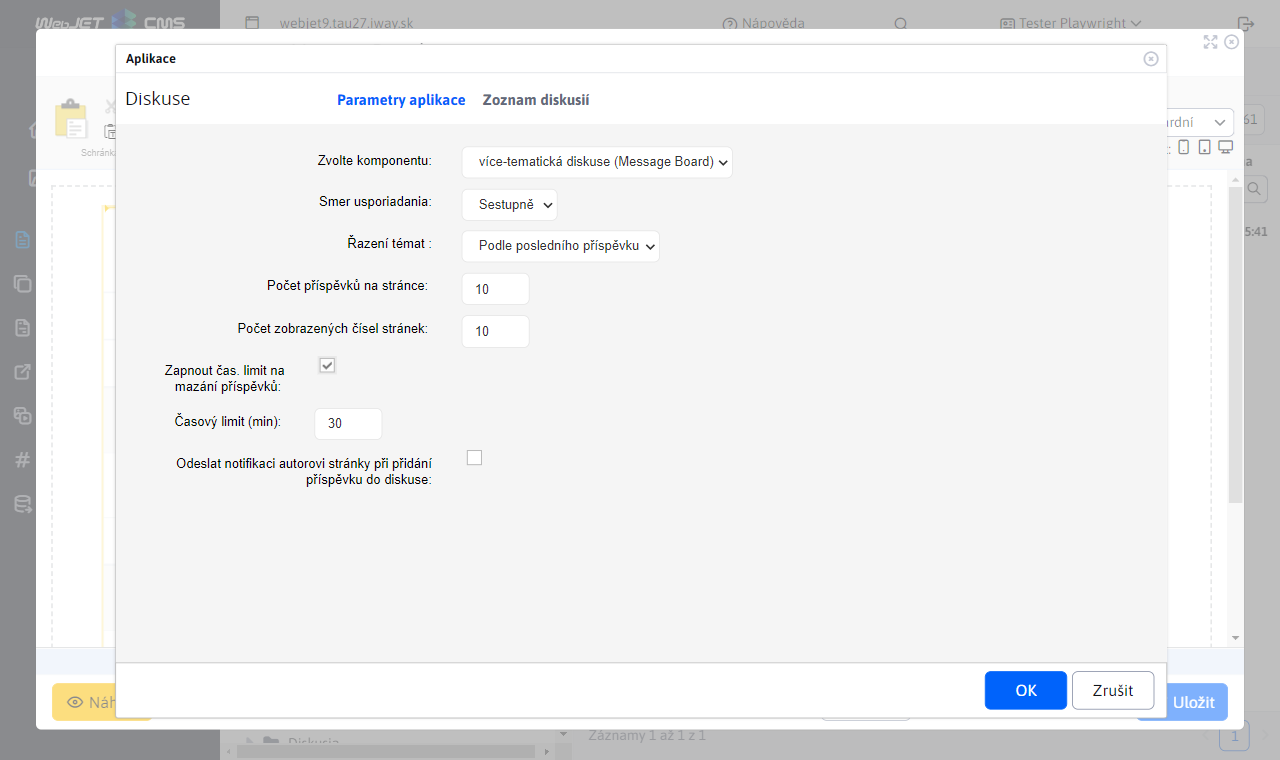 WebJET CMS
webjet9.tau27.iway.sk
Nápověda
Tester Playwright
Aplikace
Diskuse
Parametry aplikace
Zoznam diskusií
Schránka
rdní
61
Zvolte komponentu:
více-tematická diskuse (Message Board)
Smer usporiadania:
Sestupně
Řazení témat :
Podle posledního příspěvku
Počet příspěvků na stránce:
10
5:41
Počet zobrazených čísel stránek:
10
Zapnout čas. limit na
mazání příspěvků:
Časový limit (min):
30
Odeslat notifikaci autorovi stránky při přidání
příspěvku do diskuse:
OK
Zrušit
Náh
Uložit
Diskusia
Záznamy 1 až 1 z 1
1